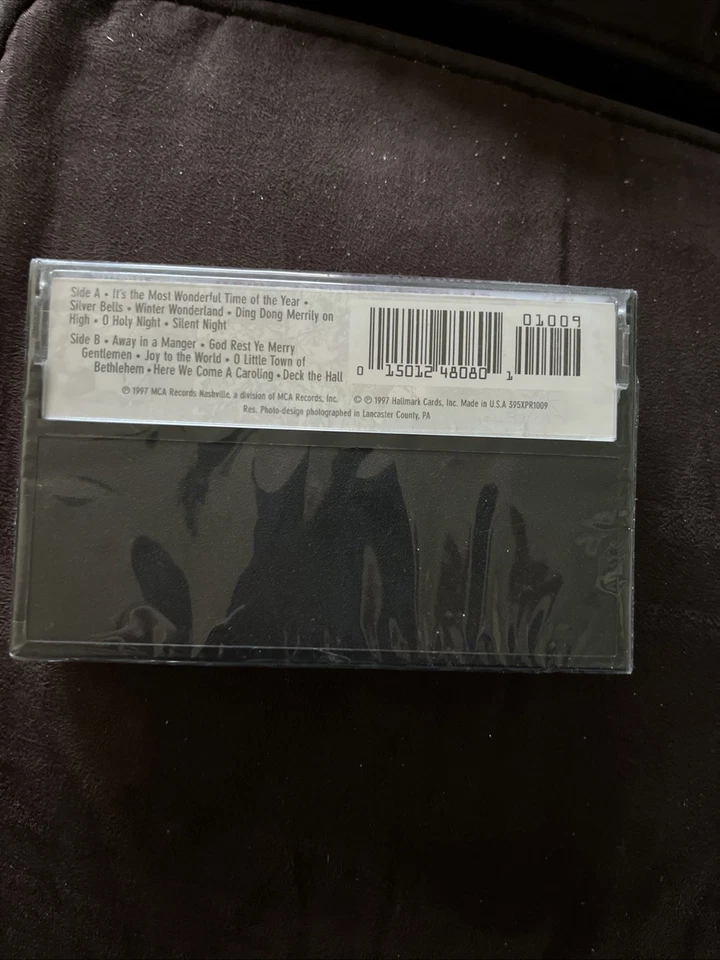 Side A • It's the Most Wonderful Time of the Year •
Silver Bells • Winter Wonderland • Ding Dong Merrily on
High • O Holy Night • Silent Night
Side B • Away in a Manger • God Rest Ye Merry
Gentlemen • Joy to the World • O Little Town of
Bethlehem • Here We Come A Caroling • Deck the Hall
01009
0 15012 48080 1
℗ 1997 MCA Records Nashville, a division of MCA Records, Inc. © ℗ 1997 Hallmark Cards, Inc. Made in U.S.A 595XPR1009
Res. Photo-design photographed in Lancaster County, PA